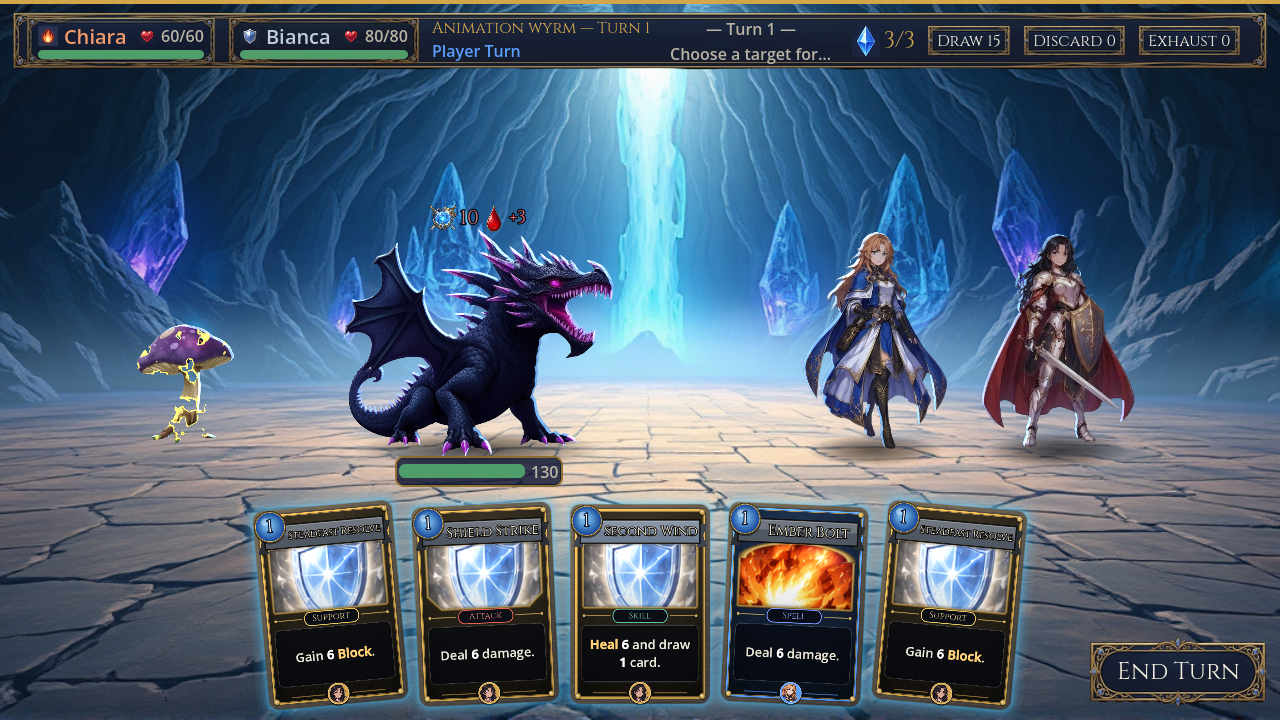 Chiara 60/60
Bianca 80/80
Animation wyrm — Turn 1
Player Turn
— Turn 1 —
Choose a target for...
3/3
Draw 15
Discard 0
Exhaust 0
10 +3
130
1
Steadfast Resolve
Support
Gain 6 Block.
1
Shield Strike
Attack
Deal 6 damage.
1
Second Wind
Skill
Heal 6 and draw
1 card.
1
Ember Bolt
Spell
Deal 6 damage.
1
Steadfast Resolve
Support
Gain 6 Block.
End Turn